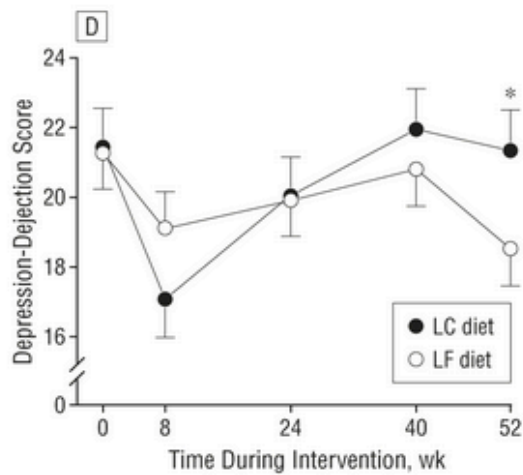 D
Depression-Dejection Score
24
22
20
18
16
0
*
LC diet
LF diet
0 8 24 40 52
Time During Intervention, wk